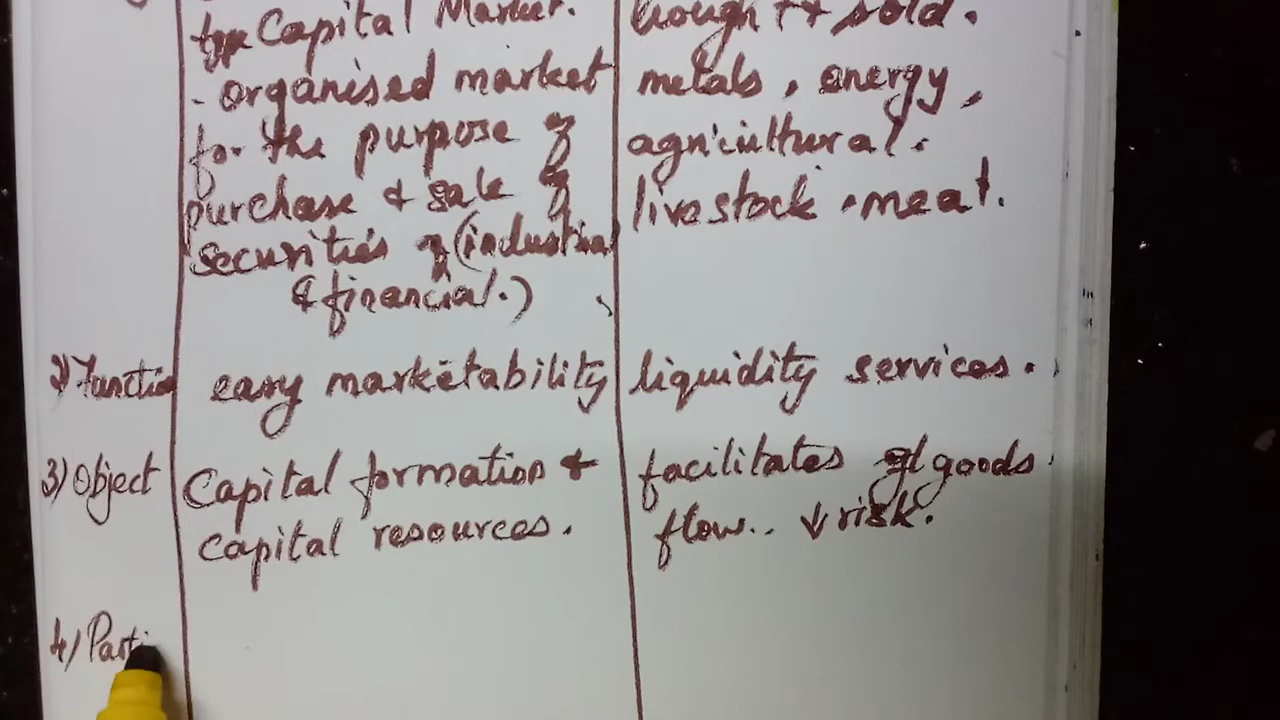 Capital Market.
bought & sold.
- organised market
metals, energy,
for the purpose of
agricultural.
purchase & sale of
livestock. meat.
securities of (industrial
& financial.)
2) Function easy marketability liquidity services.
3) Object Capital formation & facilitates goods
capital resources. flow.. ↓ risk.
4) Parti